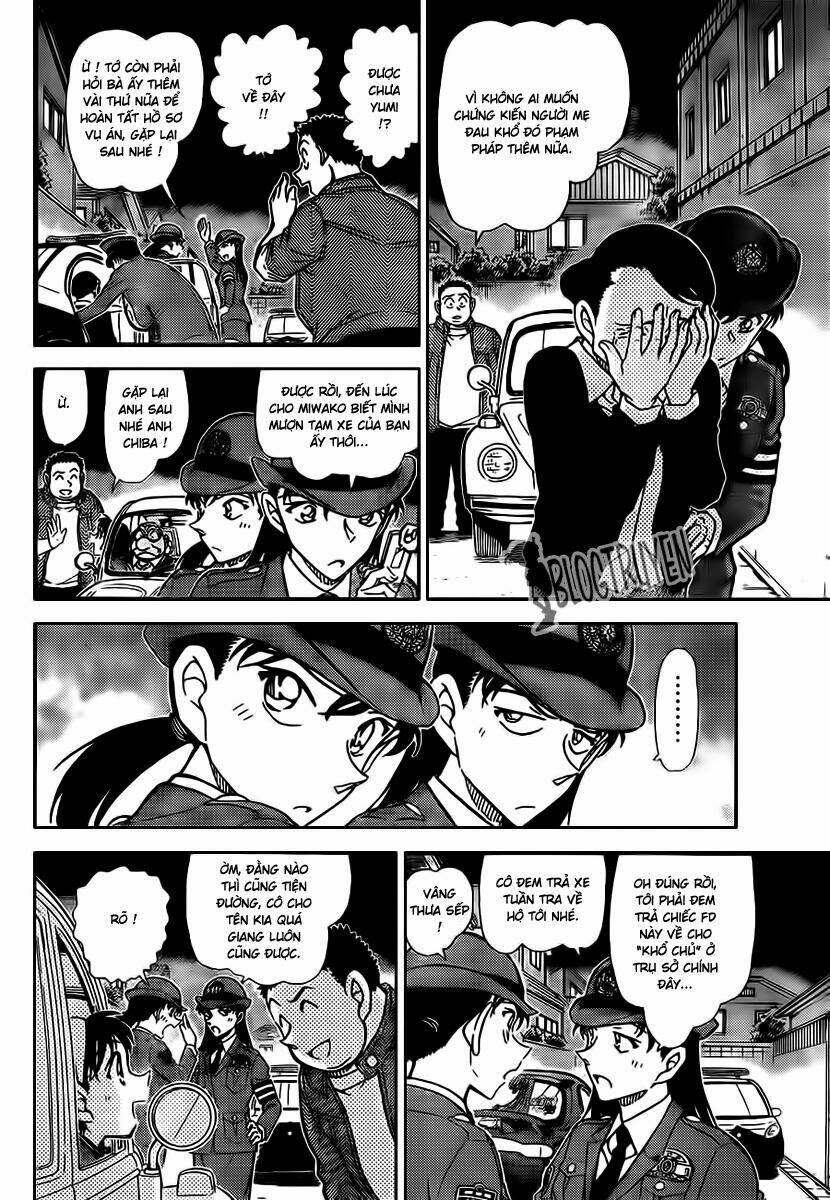 VÌ KHÔNG AI MUỐN
CHỨNG KIẾN NGƯỜI MẸ
ĐAU KHỔ ĐÓ PHẠM
PHÁP THÊM NỮA.
ĐƯỢC
CHƯA
YUMI
!?
TỚ
VỀ ĐÂY
!!
Ừ ! TỚ CÒN PHẢI
HỎI BÀ ẤY THÊM
VÀI THỨ NỮA ĐỂ
HOÀN TẤT HỒ SƠ
VỤ ÁN, GẶP LẠI
SAU NHÉ !
ĐƯỢC RỒI, ĐẾN LÚC
CHO MIWAKO BIẾT MÌNH
MƯỢN TẠM XE CỦA BẠN
ẤY THÔI...
GẶP LẠI
ANH SAU
NHÉ ANH
CHIBA !
Ừ.
BLOGTRUYEN
.......
OH ĐÚNG RỒI,
TÔI PHẢI ĐEM
TRẢ CHIẾC FD
NÀY VỀ CHO
"KHỔ CHỦ" Ở
TRỤ SỞ CHÍNH
ĐÂY...
CÔ ĐEM TRẢ XE
TUẦN TRA VỀ
HỘ TÔI NHÉ.
VÂNG
THƯA SẾP
!
ỜM, ĐẰNG NÀO
THÌ CŨNG TIỆN
ĐƯỜNG, CÔ CHO
TÊN KIA QUÁ
GIANG LUÔN
CŨNG ĐƯỢC.
RÕ !